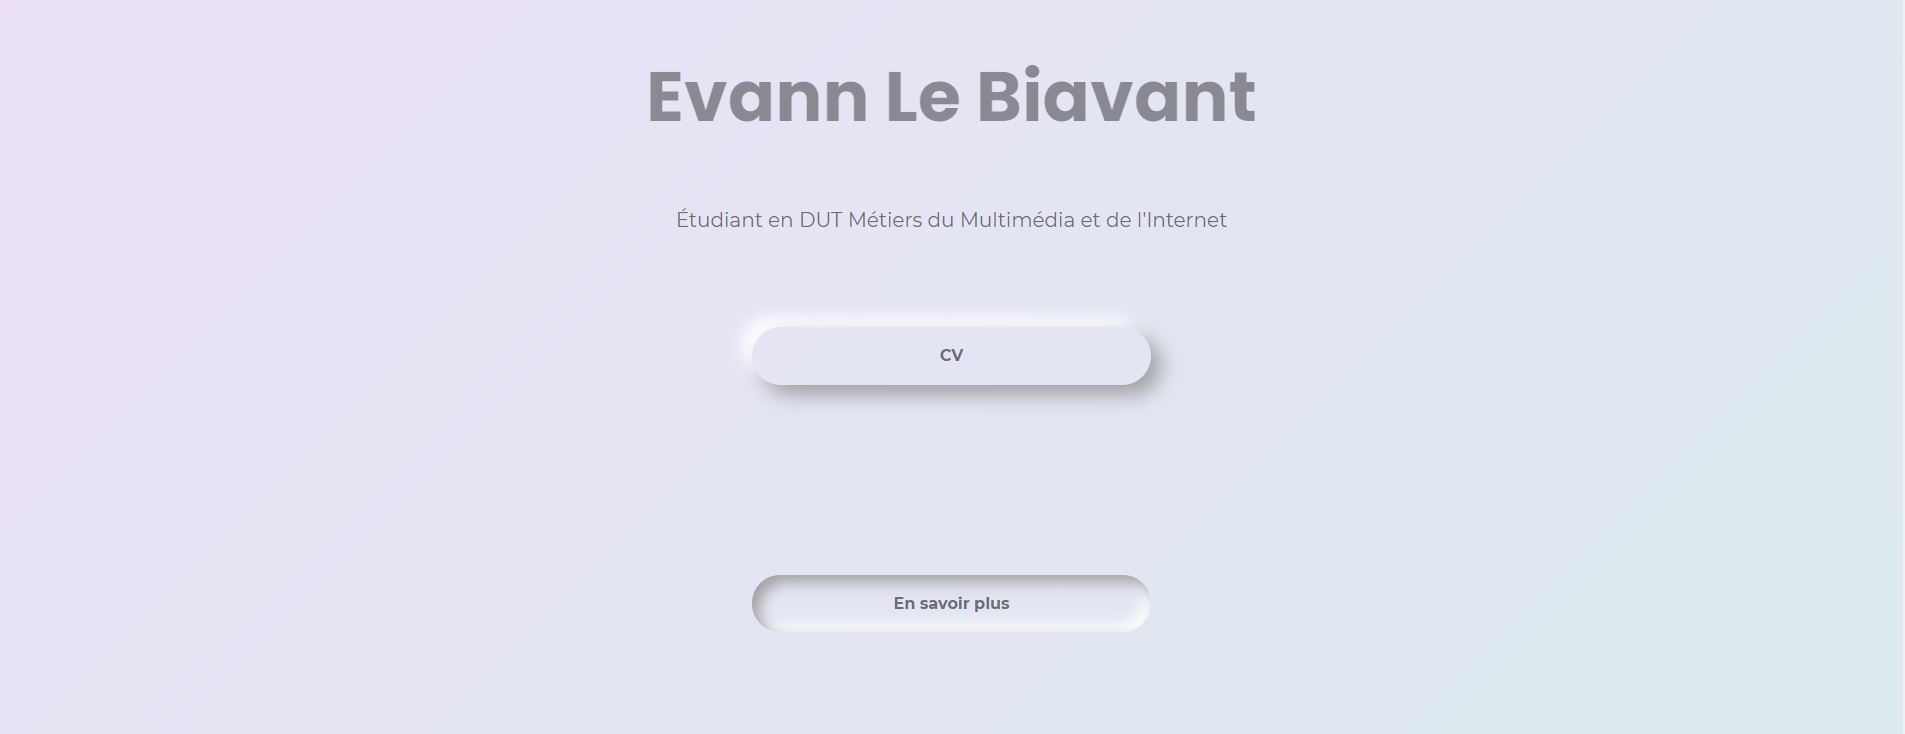 Evann Le Biavant
Étudiant en DUT Métiers du Multimédia et de l'Internet
CV
En savoir plus